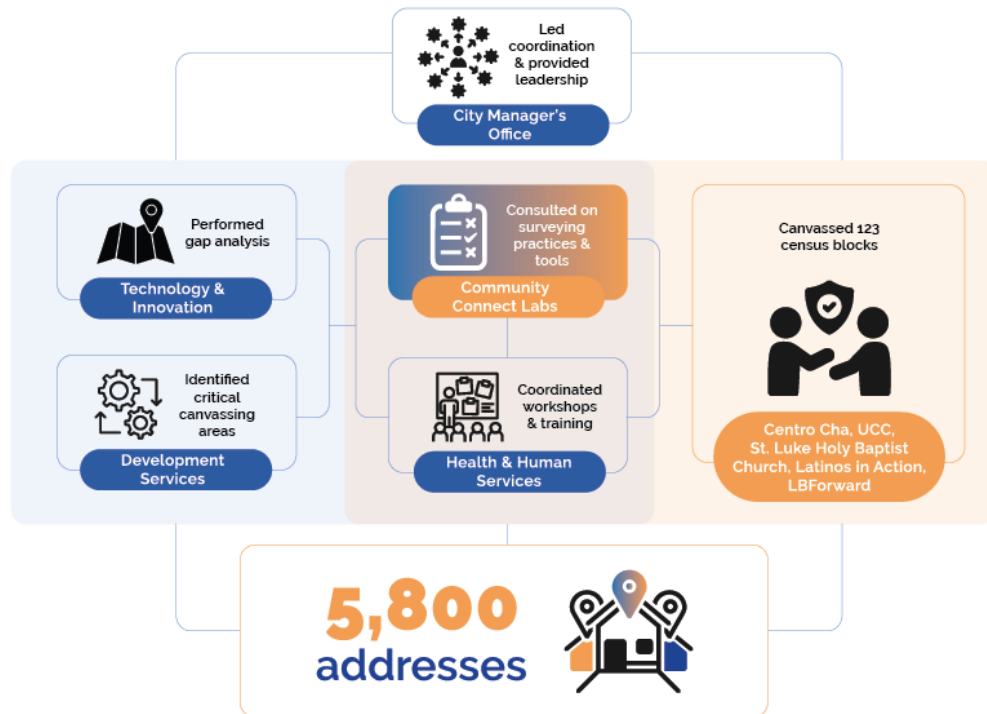 Led
coordination
& provided
leadership
City Manager's
Office
Performed
gap analysis
Technology &
Innovation
Identified
critical
canvassing
areas
Development
Services
Consulted on
surveying
practices &
tools
Community
Connect Labs
Coordinated
workshops
& training
Health & Human
Services
Canvassed 123
census blocks
Centro Cha, UCC,
St. Luke Holy Baptist
Church, Latinos in Action,
LBForward
5,800
addresses